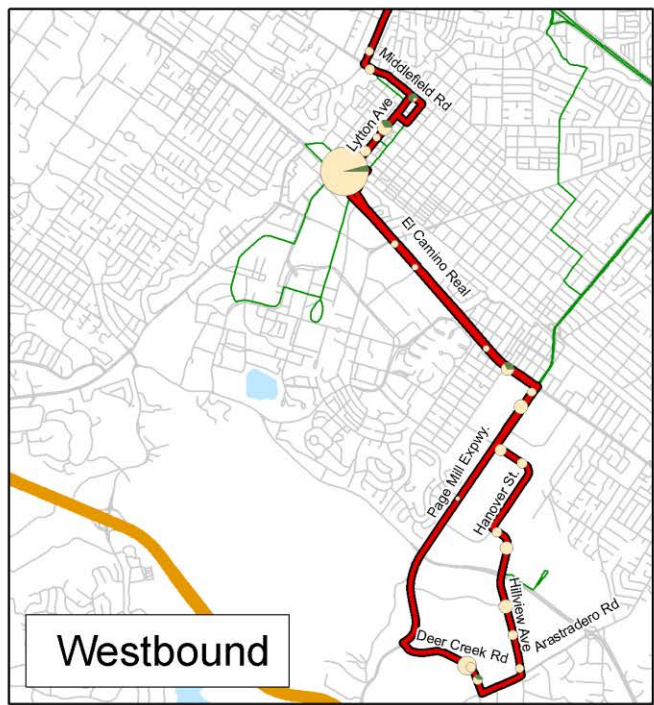 Middlefield Rd
Lytton Ave
El Camino Real
Page Mill Expwy.
Hanover St.
Hillview Ave
Arastradero Rd
Deer Creek Rd
Westbound